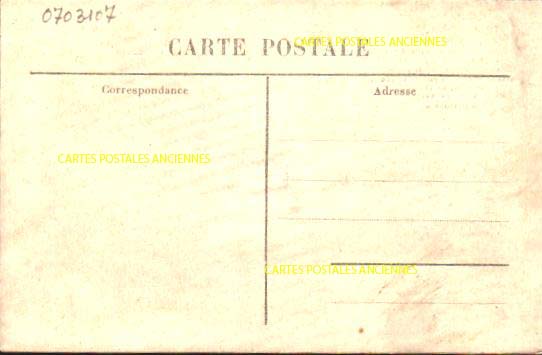 0703107
CARTES POSTALES ANCIENNES
CARTE POSTALE
Correspondance
Adresse
CARTES POSTALES ANCIENNES
CARTES POSTALES ANCIENNES